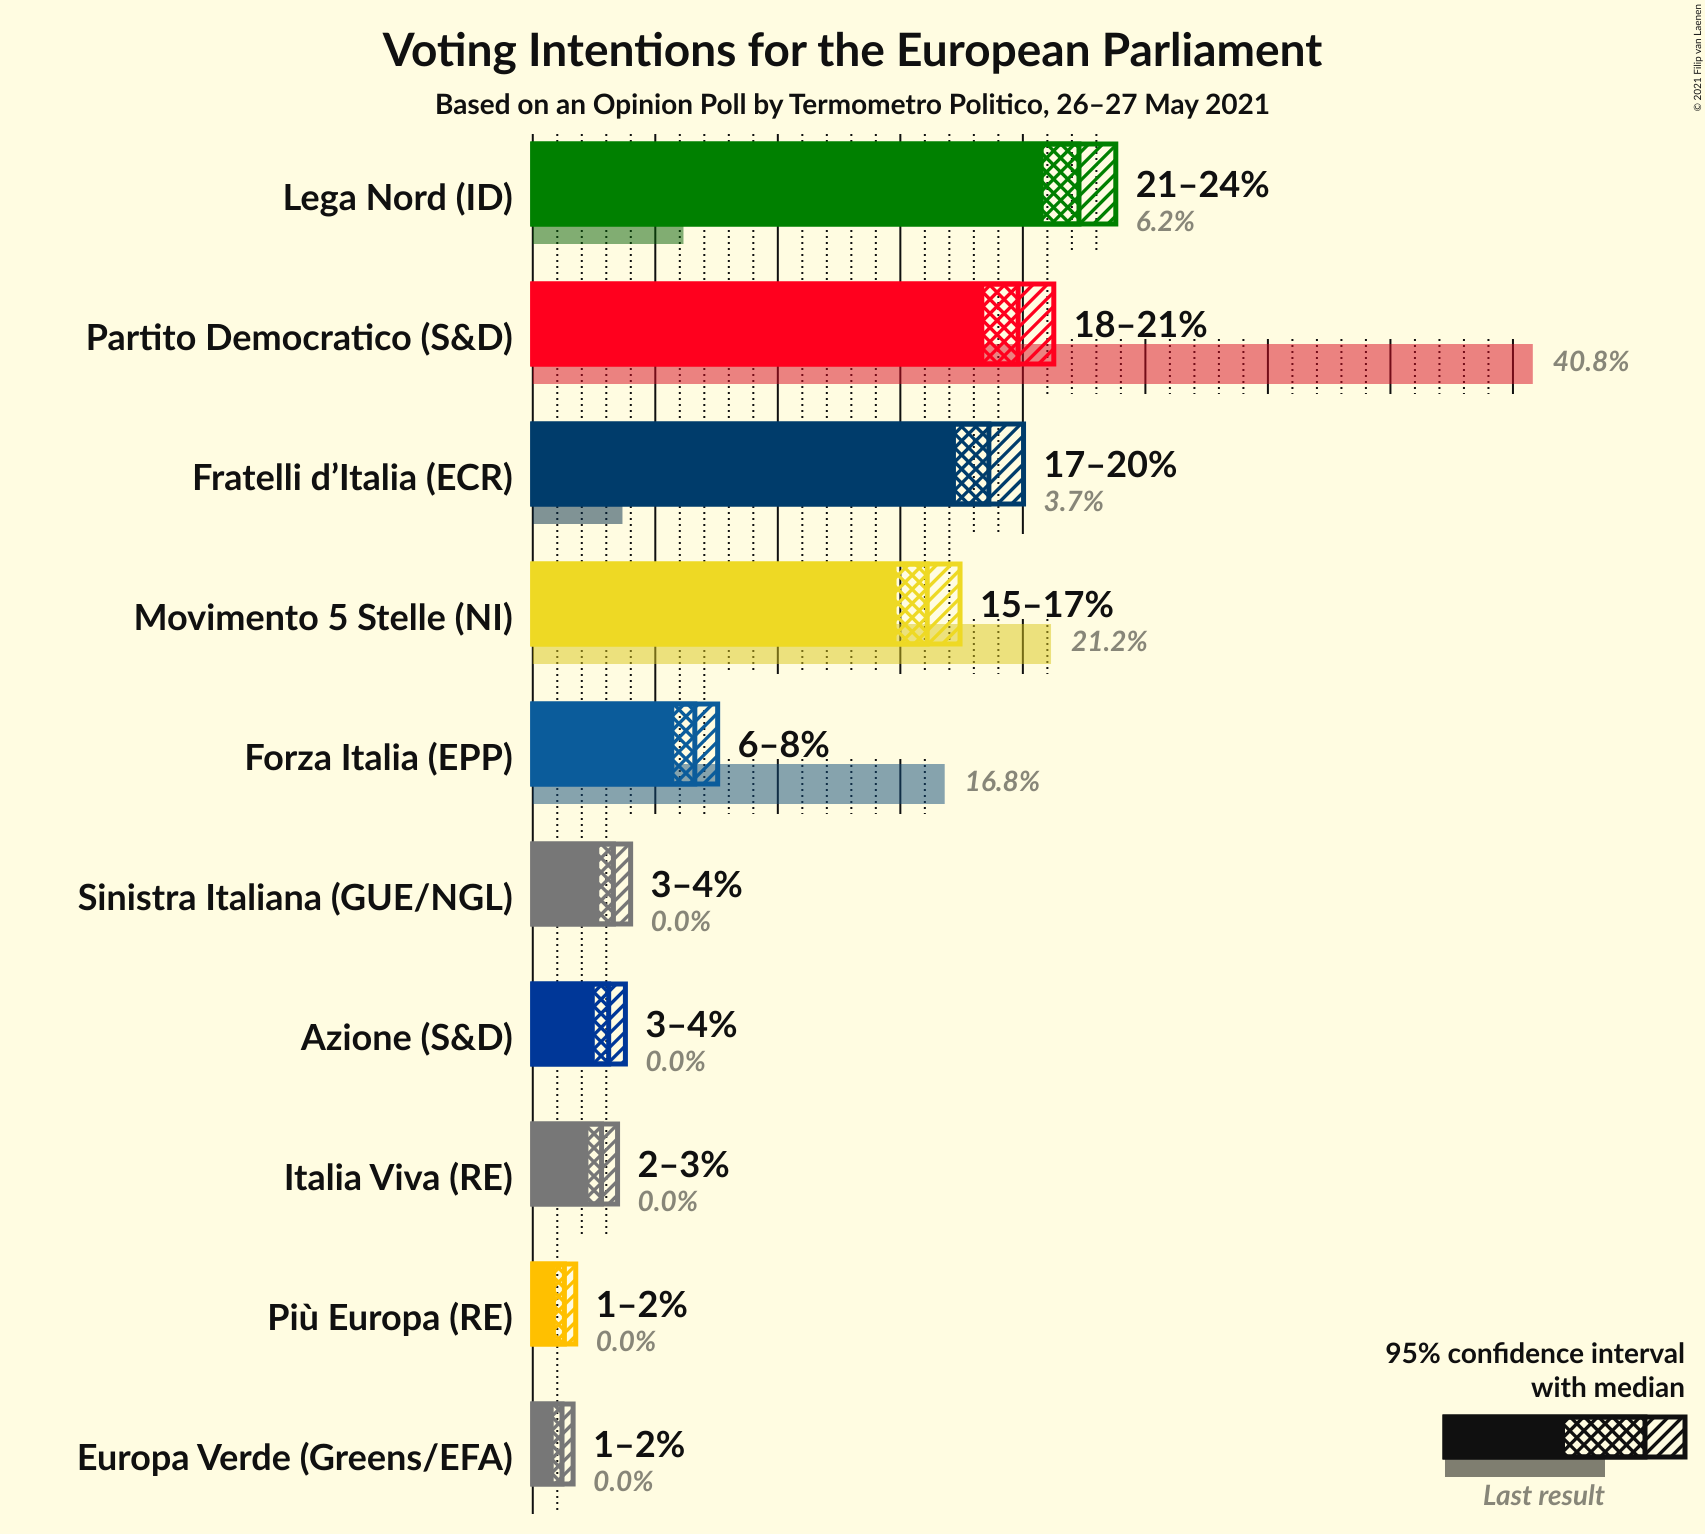 Voting Intentions for the European Parliament
Based on an Opinion Poll by Termometro Politico, 26–27 May 2021
© 2021 Filip van Laenen
Lega Nord (ID)
21–24%
6.2%
Partito Democratico (S&D)
18–21%
40.8%
Fratelli d’Italia (ECR)
17–20%
3.7%
Movimento 5 Stelle (NI)
15–17%
21.2%
Forza Italia (EPP)
6–8%
16.8%
Sinistra Italiana (GUE/NGL)
3–4%
0.0%
Azione (S&D)
3–4%
0.0%
Italia Viva (RE)
2–3%
0.0%
Più Europa (RE)
1–2%
0.0%
Europa Verde (Greens/EFA)
1–2%
0.0%
95% confidence interval
with median
Last result